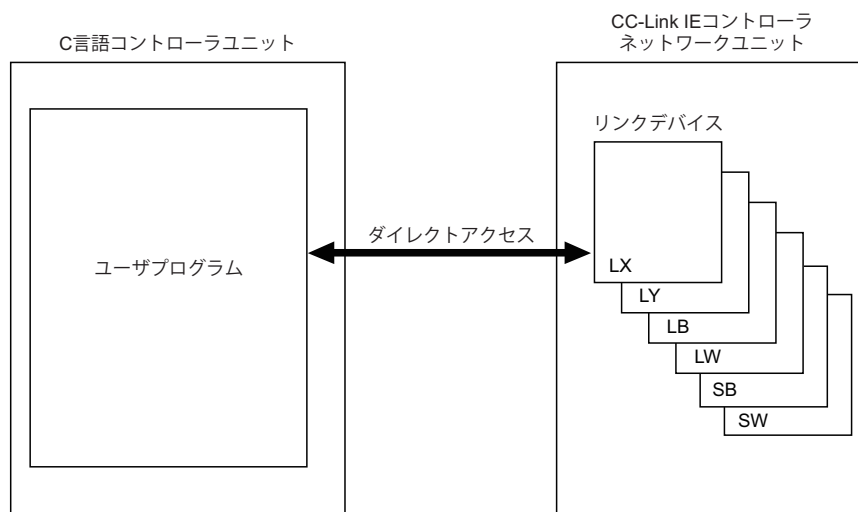 C言語コントローラユニット
CC-Link IEコントローラ
ネットワークユニット
リンクデバイス
ダイレクトアクセス
ユーザプログラム
LX
LY
LB
LW
SB
SW